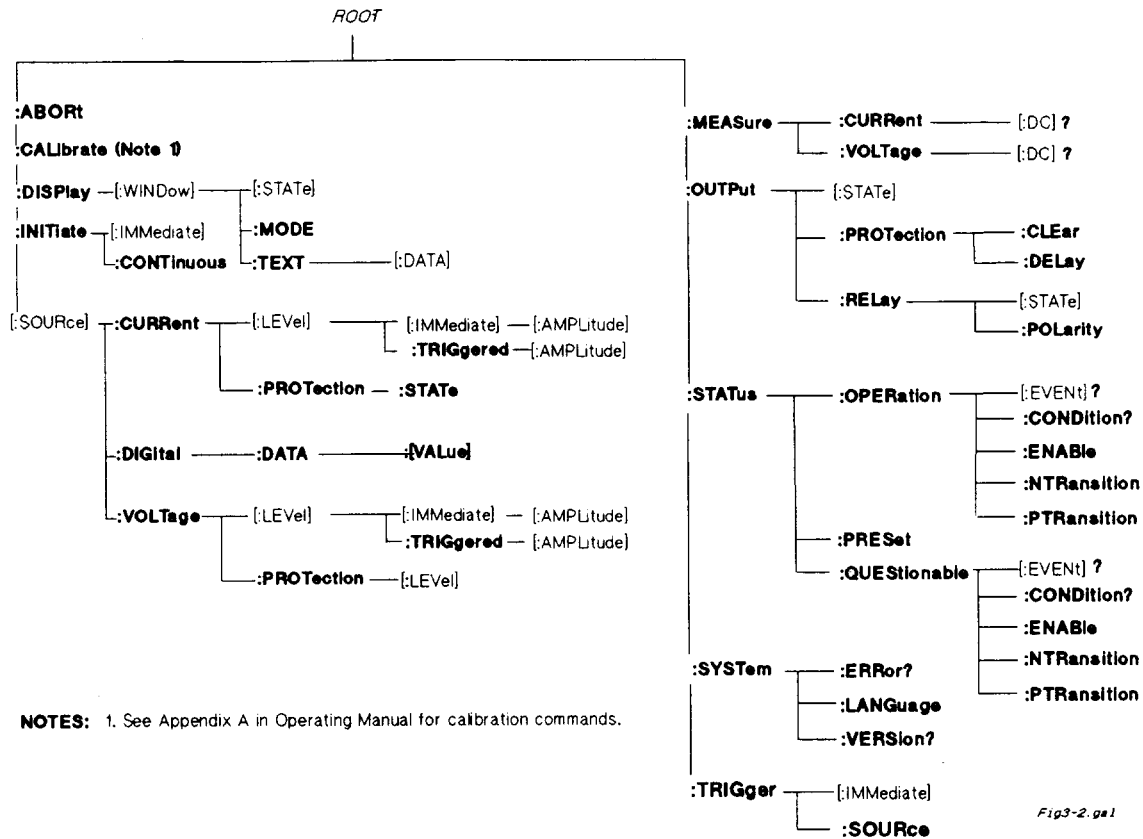 ROOT
:ABORt
:CALIbrate (Note 1)
:DISPlay [:WINDow] [:STATe]
:MODE
:TEXT [:DATA]
:INITiate [:IMMediate]
:CONTinuous
[:SOURce] :CURRent [:LEVel] [:IMMediate] [:AMPLitude]
:TRIGgered [:AMPLitude]
:PROTection :STATe
:DIGital :DATA :[VALue]
:VOLTage [:LEVel] [:IMMediate] [:AMPLitude]
:TRIGgered [:AMPLitude]
:PROTection [:LEVel]
NOTES: 1. See Appendix A in Operating Manual for calibration commands.
:MEASure :CURRent [:DC] ?
:VOLTage [:DC] ?
:OUTPut [:STATe]
:PROTection :CLEar
:DELay
:RELay [:STATe]
:POLarity
:STATus :OPERation [:EVENt] ?
:CONDition?
:ENABle
:NTRansition
:PTRansition
:PRESet
:QUEStionable [:EVENt] ?
:CONDition?
:ENABle
:NTRansition
:PTRansition
:SYSTem :ERRor?
:LANGuage
:VERSion?
:TRIGger [:IMMediate]
:SOURce
Fig3-2.gal